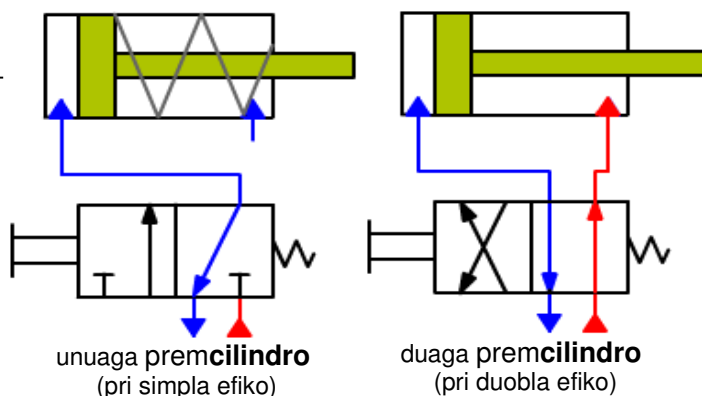 unuaga premcilindro
(pri simpla efiko)
duaga premcilindro
(pri duobla efiko)